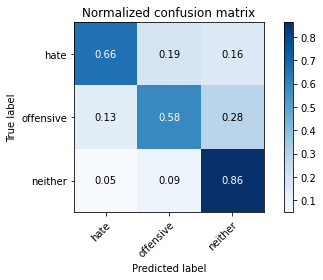 Normalized confusion matrix
True label
hate
offensive
neither
0.66 0.19 0.16
0.13 0.58 0.28
0.05 0.09 0.86
hate
offensive
neither
Predicted label
0.8
0.7
0.6
0.5
0.4
0.3
0.2
0.1